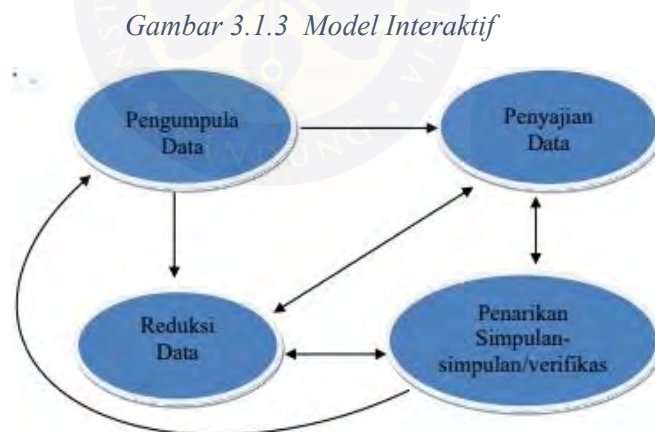 Gambar 3.1.3 Model Interaktif
Pengumpula
Data
Penyajian
Data
Reduksi
Data
Penarikan
Simpulan-
simpulan/verifikas